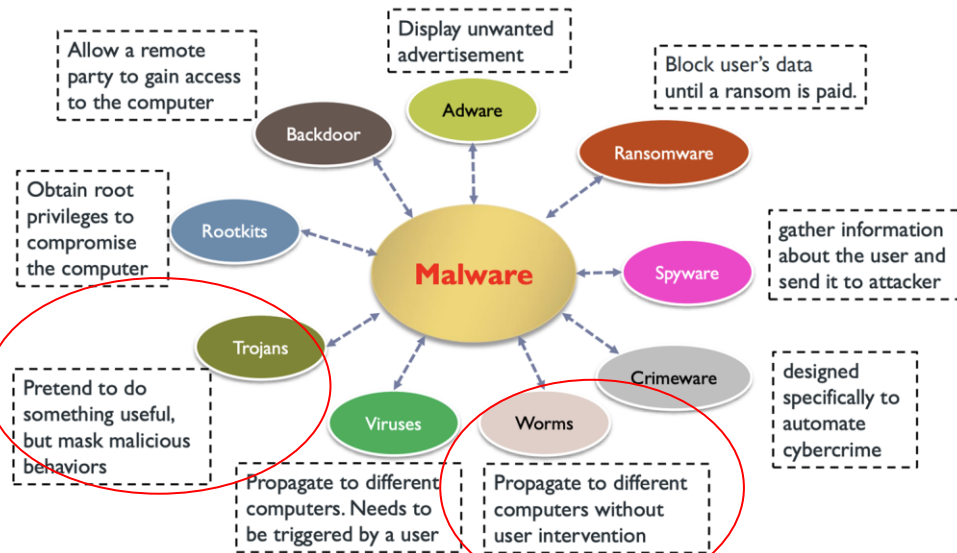 Display unwanted
advertisement
Allow a remote
party to gain access
to the computer
Block user's data
until a ransom is paid.
Adware
Backdoor
Ransomware
Obtain root
privileges to
compromise
the computer
Rootkits
Malware
Spyware
gather information
about the user and
send it to attacker
Trojans
Pretend to do
something useful,
but mask malicious
behaviors
Crimeware
designed
specifically to
automate
cybercrime
Viruses
Worms
Propagate to different
computers. Needs to
be triggered by a user
Propagate to different
computers without
user intervention